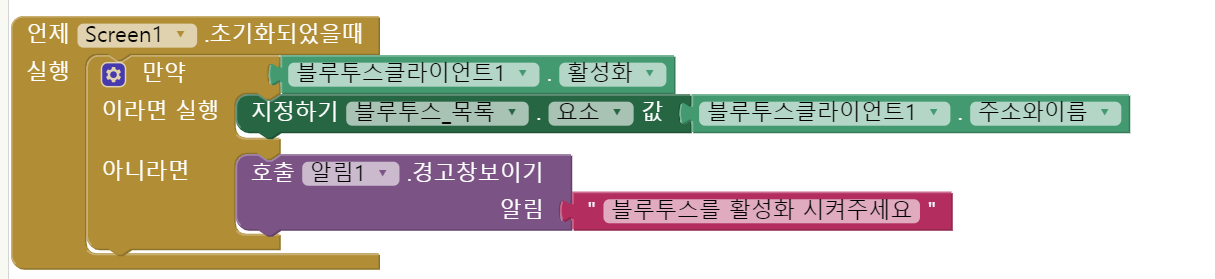 언제 Screen1 .초기화되었을때
실행 만약 블루투스클라이언트1 . 활성화
이라면 실행 지정하기 블루투스_목록 . 요소 값 블루투스클라이언트1 . 주소와이름
아니라면 호출 알림1 .경고창보이기
알림 " 블루투스를 활성화 시켜주세요 "